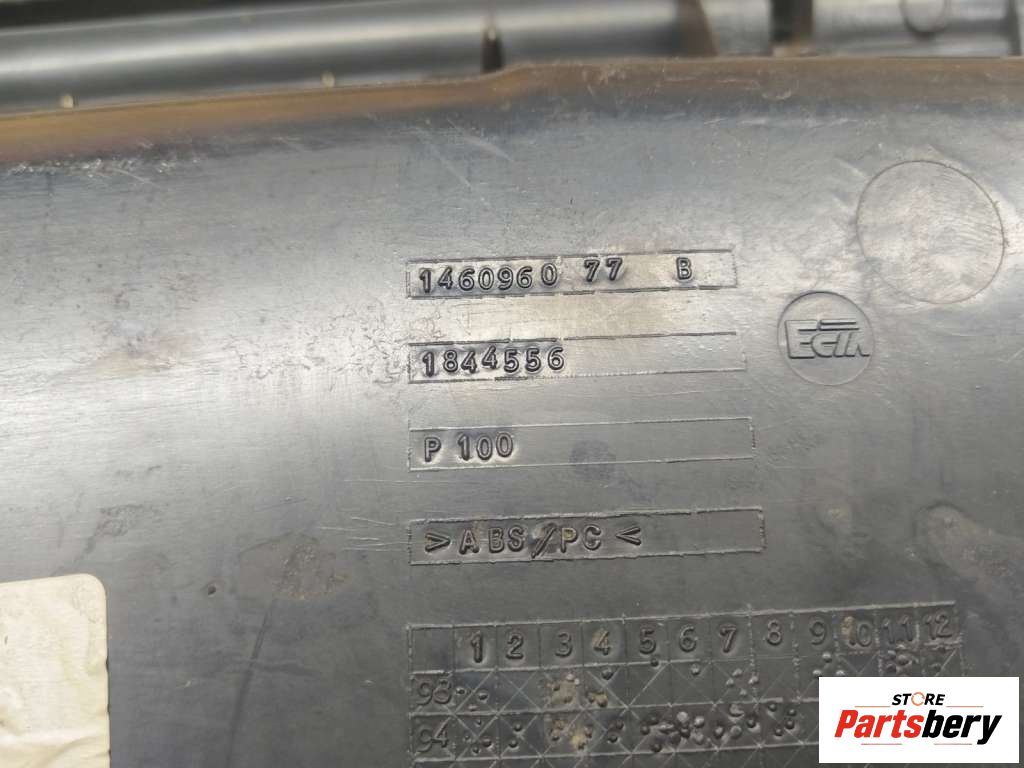 1460960 77 B
ECIA
1844556
P 100
>ABS/PC<
1 2 3 4 5 6 7 8 9 10 11 12
93
94
STORE
Partsbery